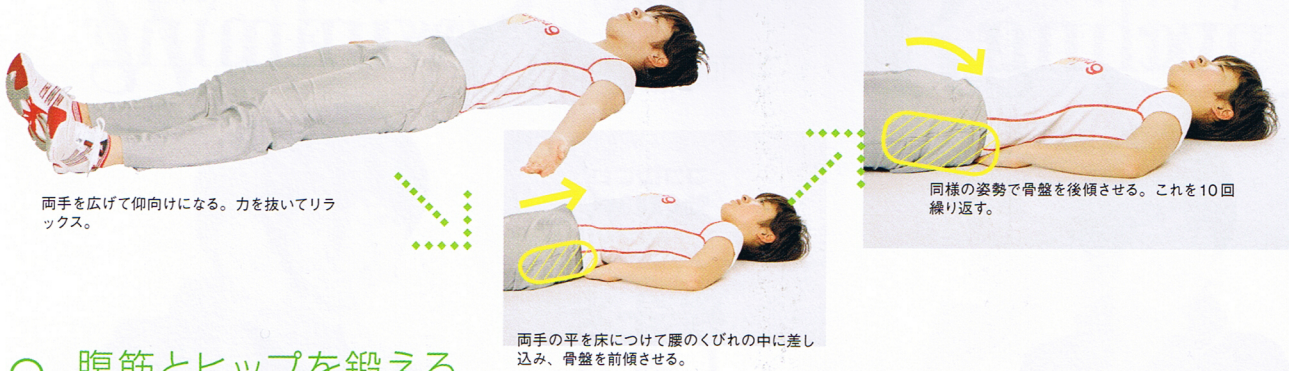 両手を広げて仰向けになる。力を抜いてリラ
ックス。
両手の平を床につけて腰のくびれの中に差し
込み、骨盤を前傾させる。
同様の姿勢で骨盤を後傾させる。これを10回
繰り返す。
腹筋とヒップを鍛える